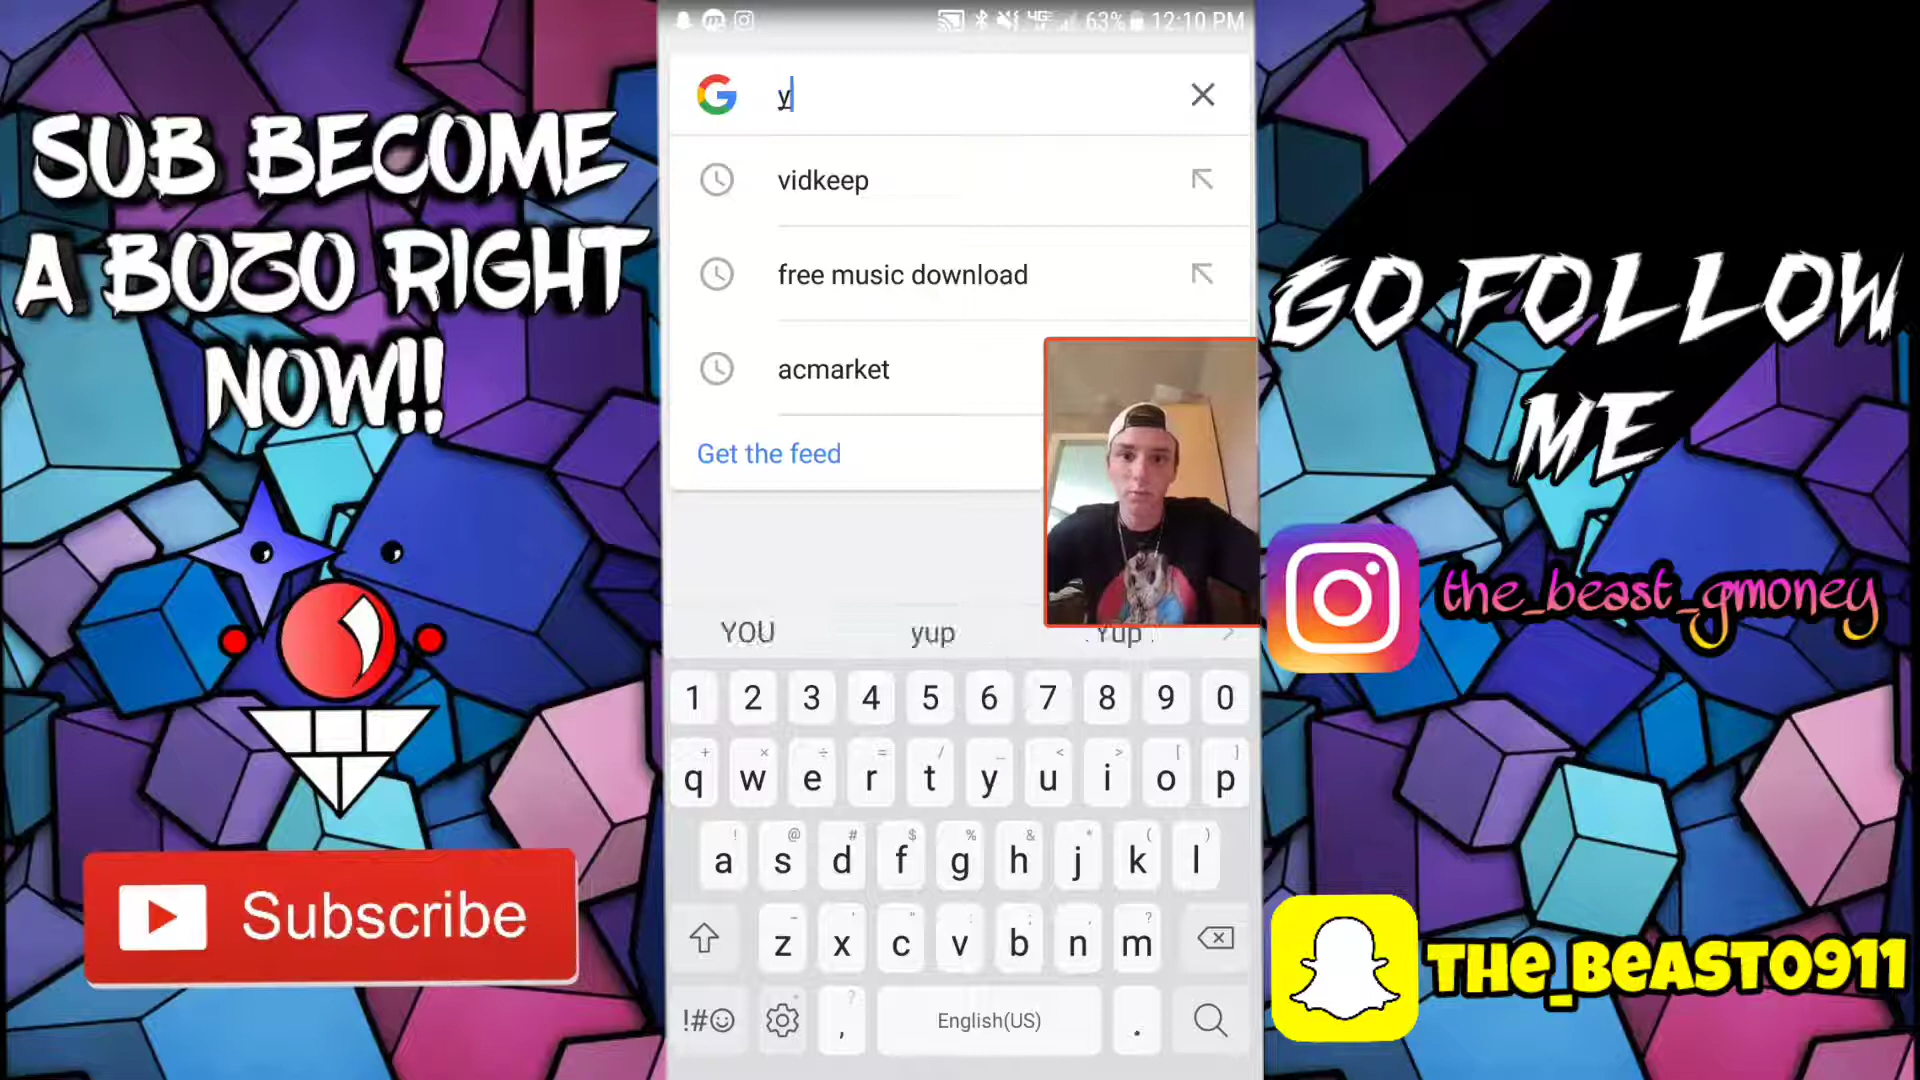 SUB BECOME
A BOZO RIGHT
NOW!!
Subscribe
4G 63% 12:10 PM
y
vidkeep
free music download
acmarket
Get the feed
YOU yup Yup
1 2 3 4 5 6 7 8 9 0
+ × ÷ = / _ < > [ ]
q w e r t y u i o p
! @ # $ % & * ( )
a s d f g h j k l
- ' " : ; , ?
z x c v b n m
!#☺ , English(US) .
GO FOLLOW
ME
the_beast_gmoney
THE_BEAST0911